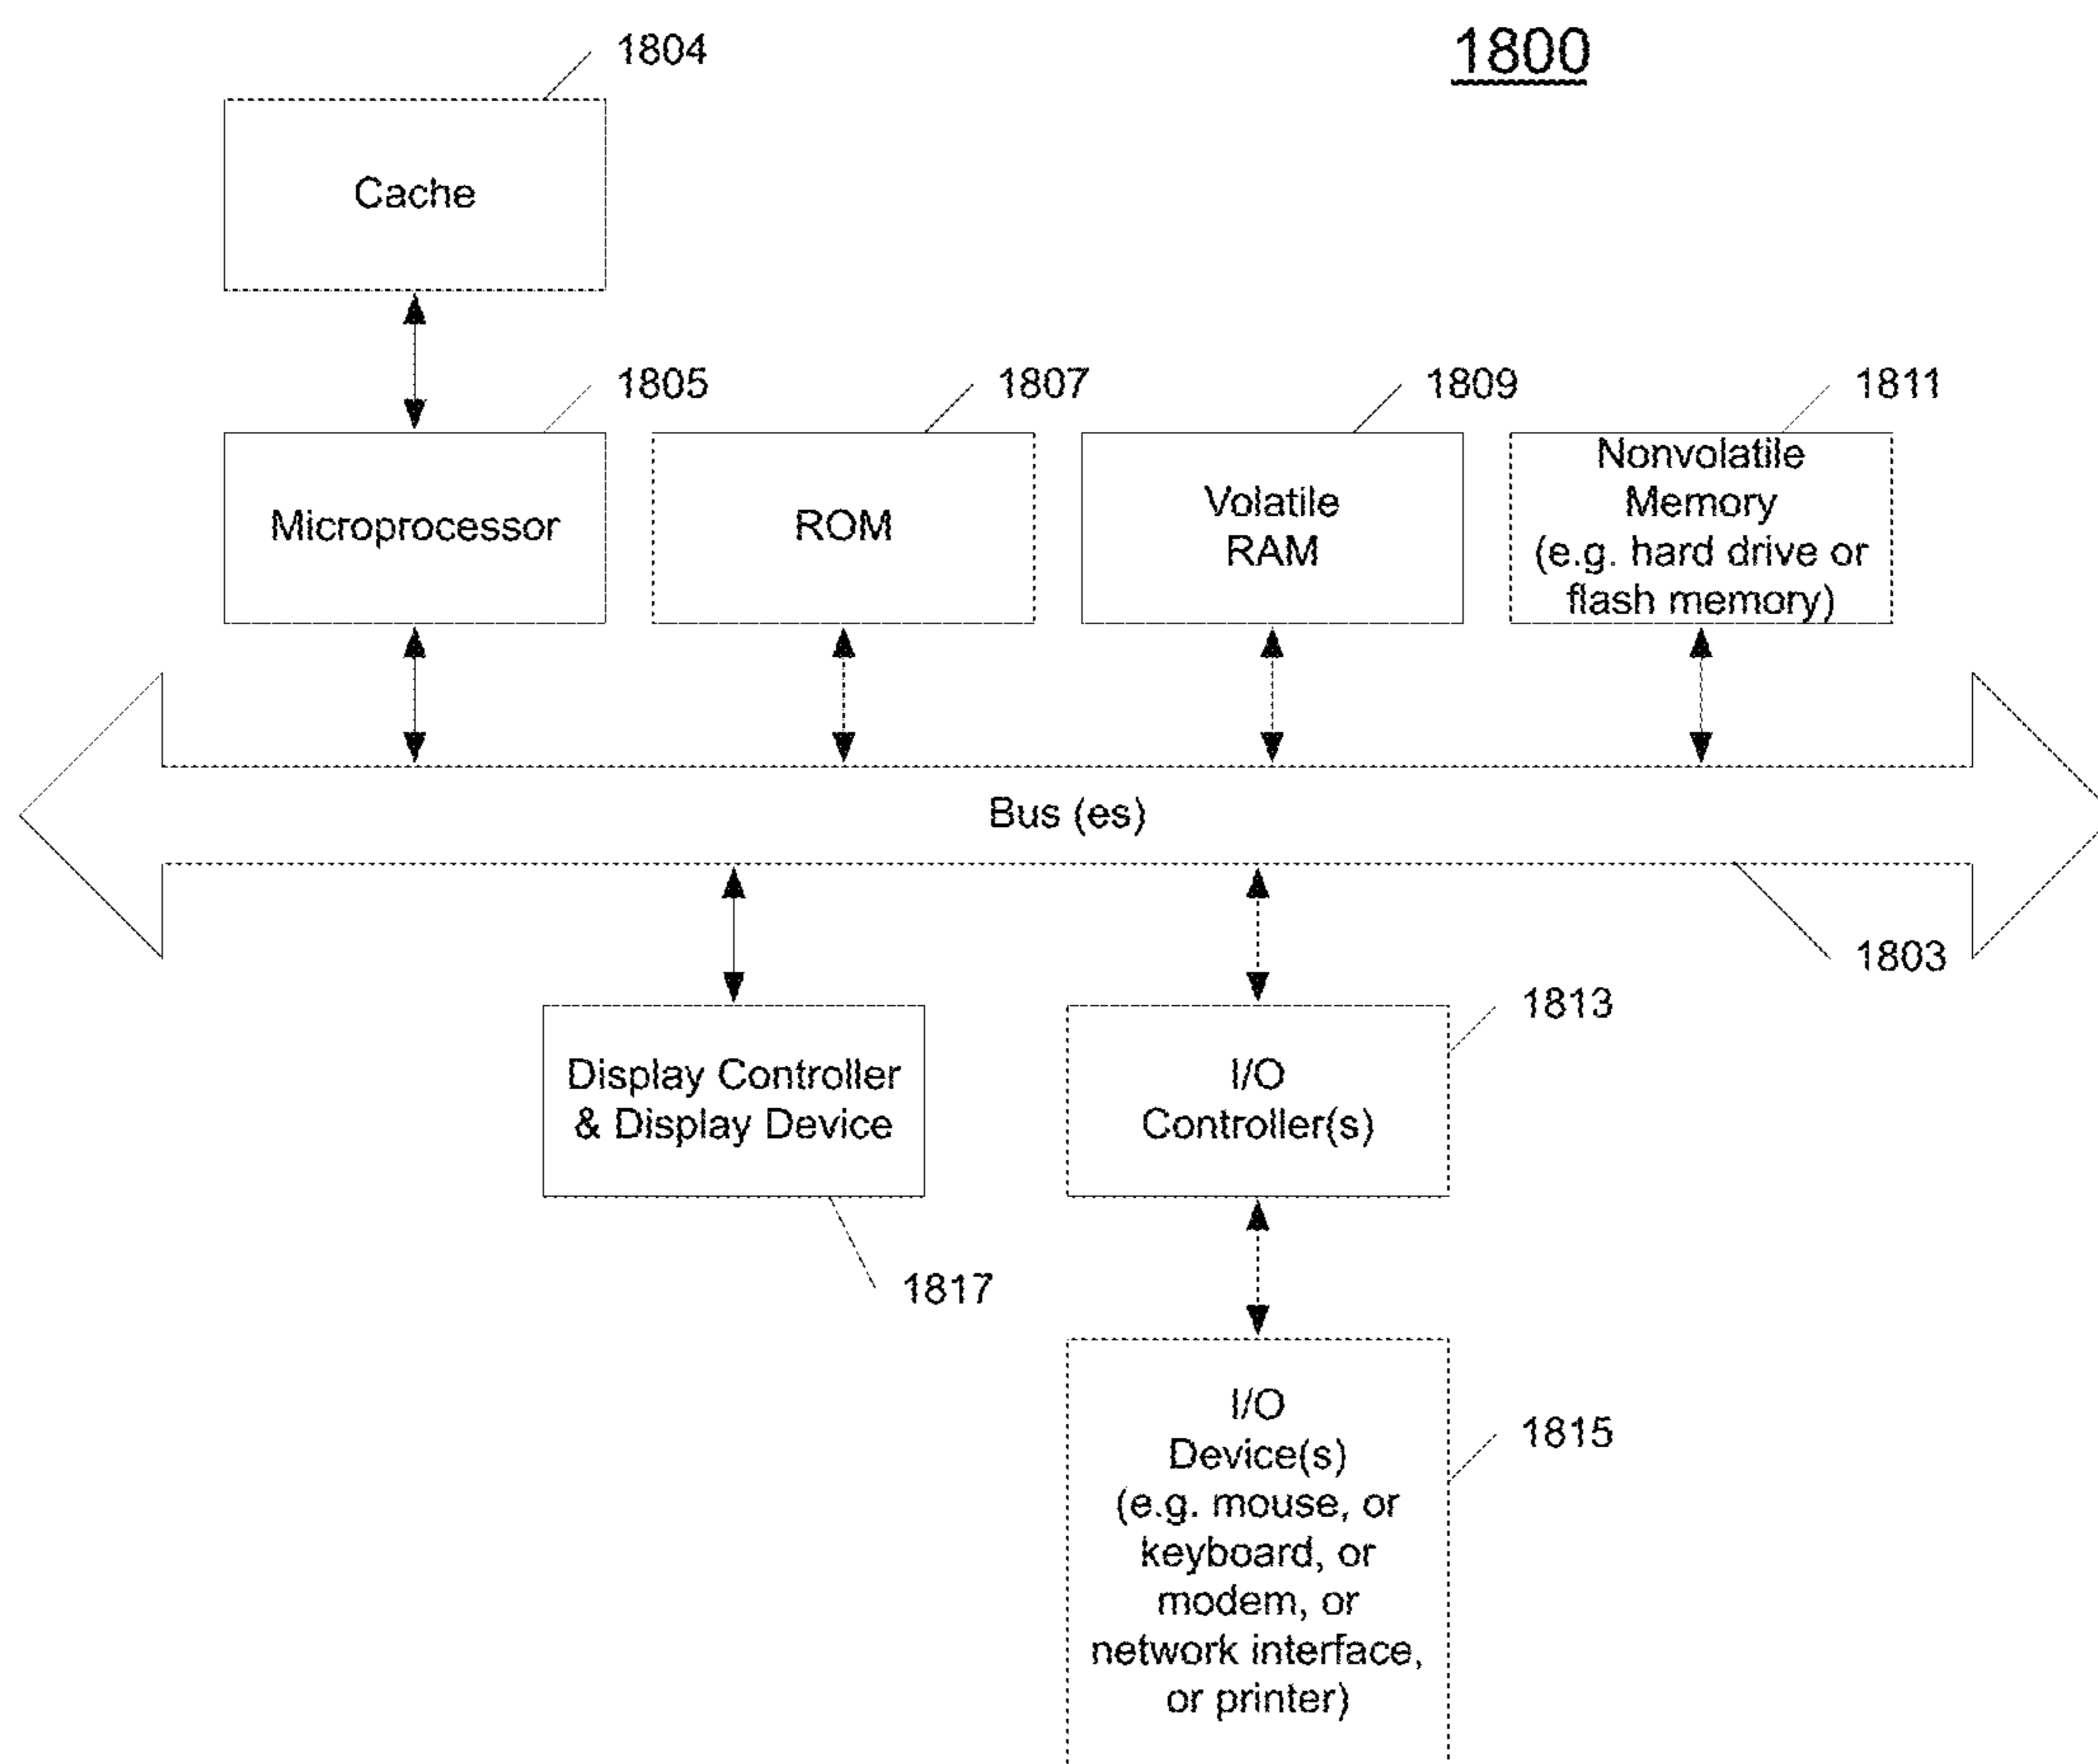 1800
1804
Cache
1805
1807
1809
1811
Microprocessor
ROM
Volatile
RAM
Nonvolatile
Memory
(e.g. hard drive or
flash memory)
Bus (es)
1803
Display Controller
& Display Device
1817
I/O
Controller(s)
1813
I/O
Device(s)
(e.g. mouse, or
keyboard, or
modem, or
network interface,
or printer)
1815